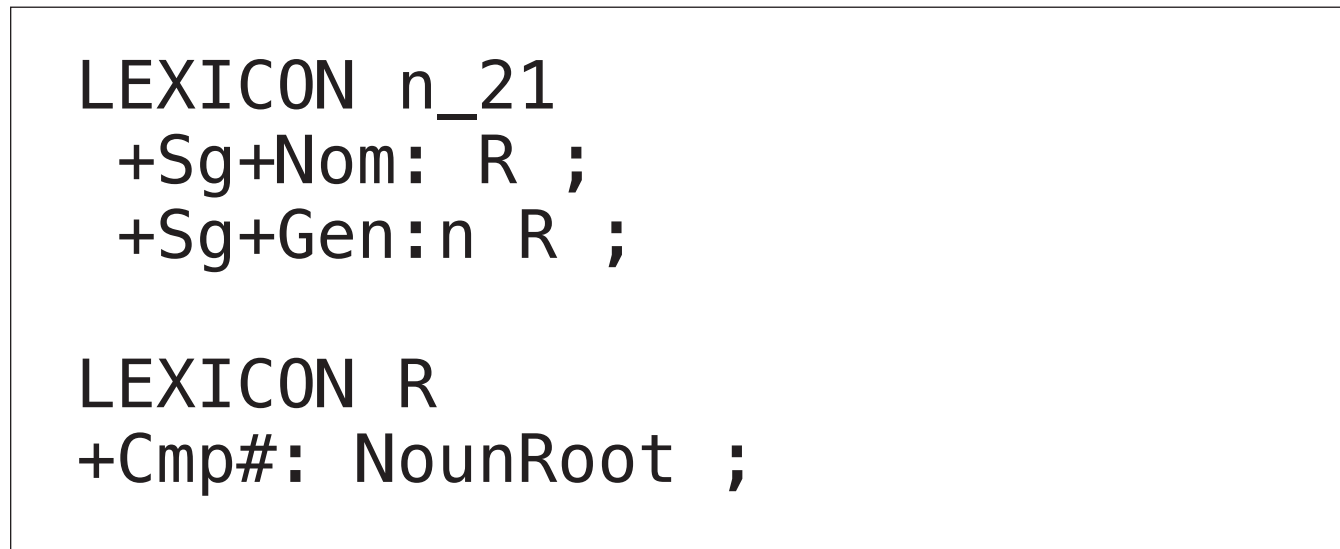 LEXICON n_21
+Sg+Nom: R ;
+Sg+Gen:n R ;
LEXICON R
+Cmp#: NounRoot ;